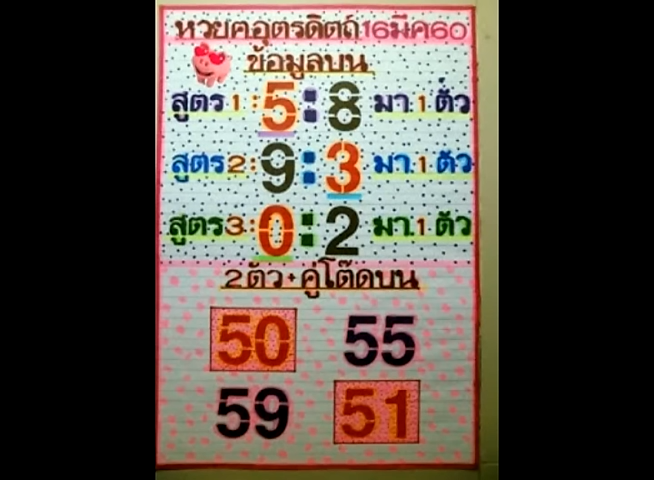 หวยฅอุตรดิตถ์16มีค60
ข้อมูลบน
สูตร1:5:8 มา.1 ตัว
สูตร2:9:3 มา.1 ตัว
สูตร3:0:2 มา.1 ตัว
2ตัว+คู่โต๊ดบน
50 55
59 51